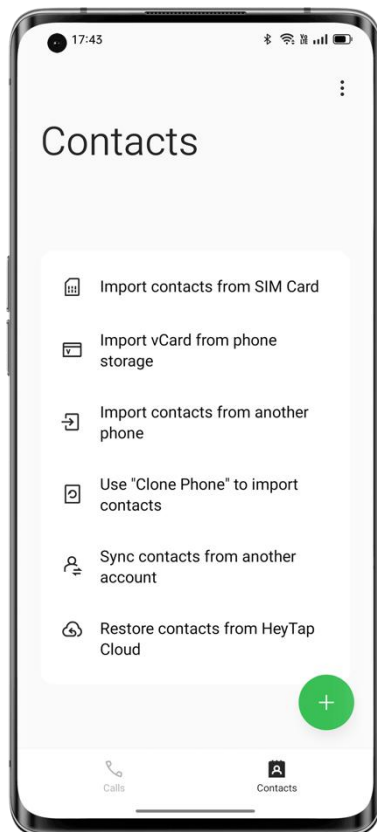 17:43
Contacts
Import contacts from SIM Card
Import vCard from phone
storage
Import contacts from another
phone
Use "Clone Phone" to import
contacts
Sync contacts from another
account
Restore contacts from HeyTap
Cloud
Calls
Contacts